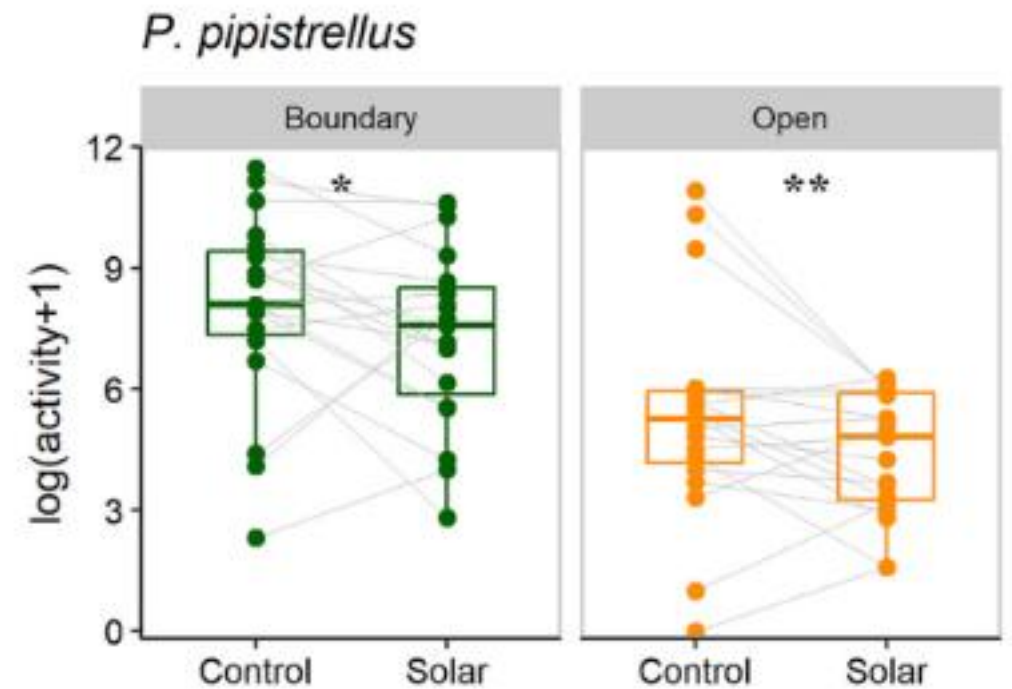 P. pipistrellus
Boundary
Open
log(activity+1)
12
9
6
3
0
*
**
Control
Solar
Control
Solar